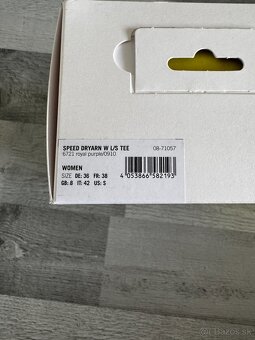 SPEED DRYARN W L/S TEE 08-71057
6721 royal purple/0910
WOMEN
SIZE DE: 36 FR: 38
GB: 8 IT: 42 US: S
4 053866 582193